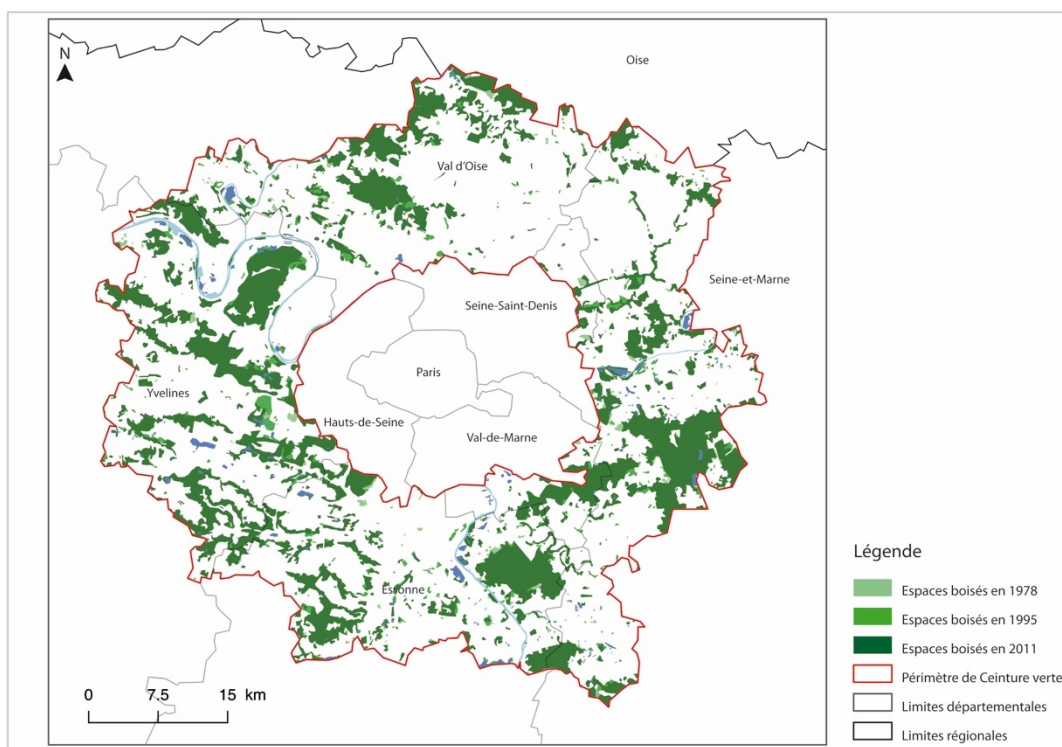 N
Oise
Val d'Oise
Seine-et-Marne
Seine-Saint-Denis
Paris
Yvelines
Hauts-de-Seine
Val-de-Marne
Essonne
0 7.5 15 km
Légende
Espaces boisés en 1978
Espaces boisés en 1995
Espaces boisés en 2011
Périmètre de Ceinture verte
Limites départementales
Limites régionales